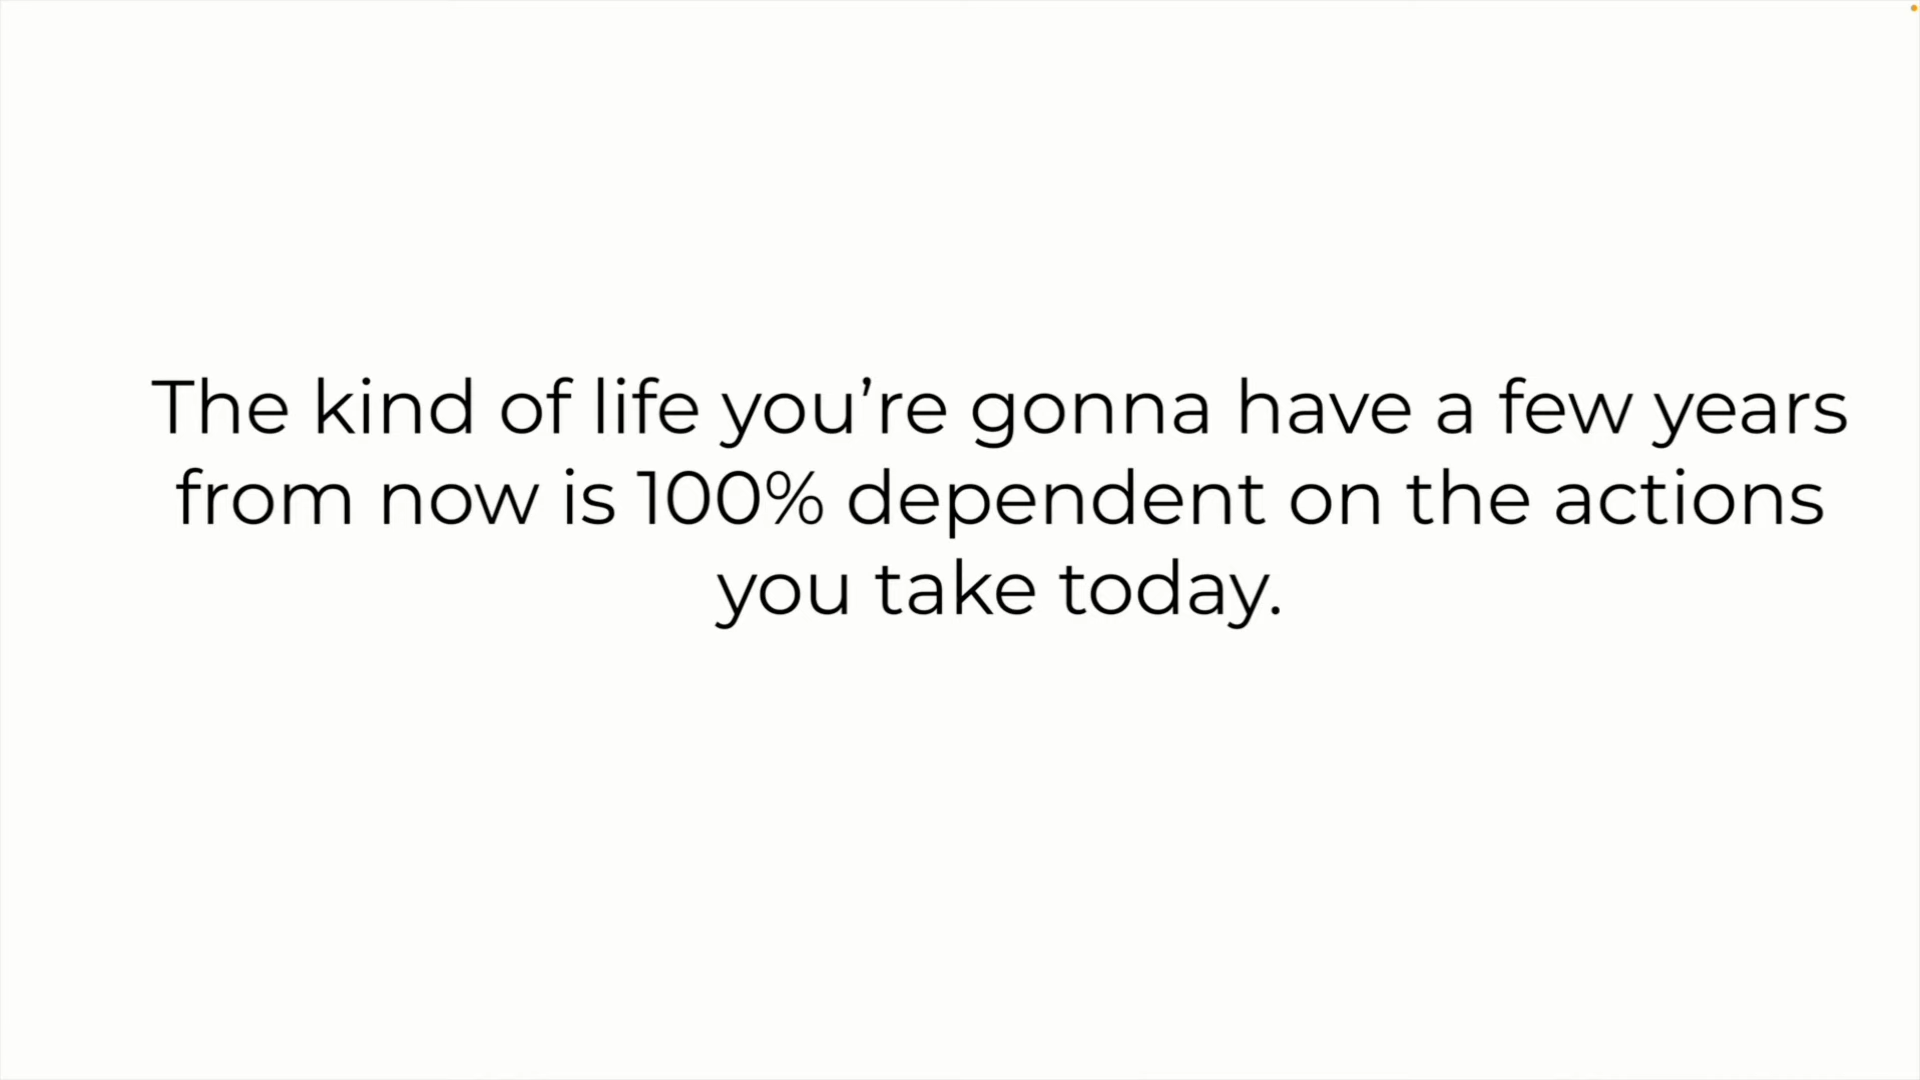 The kind of life you’re gonna have a few years
from now is 100% dependent on the actions
you take today.